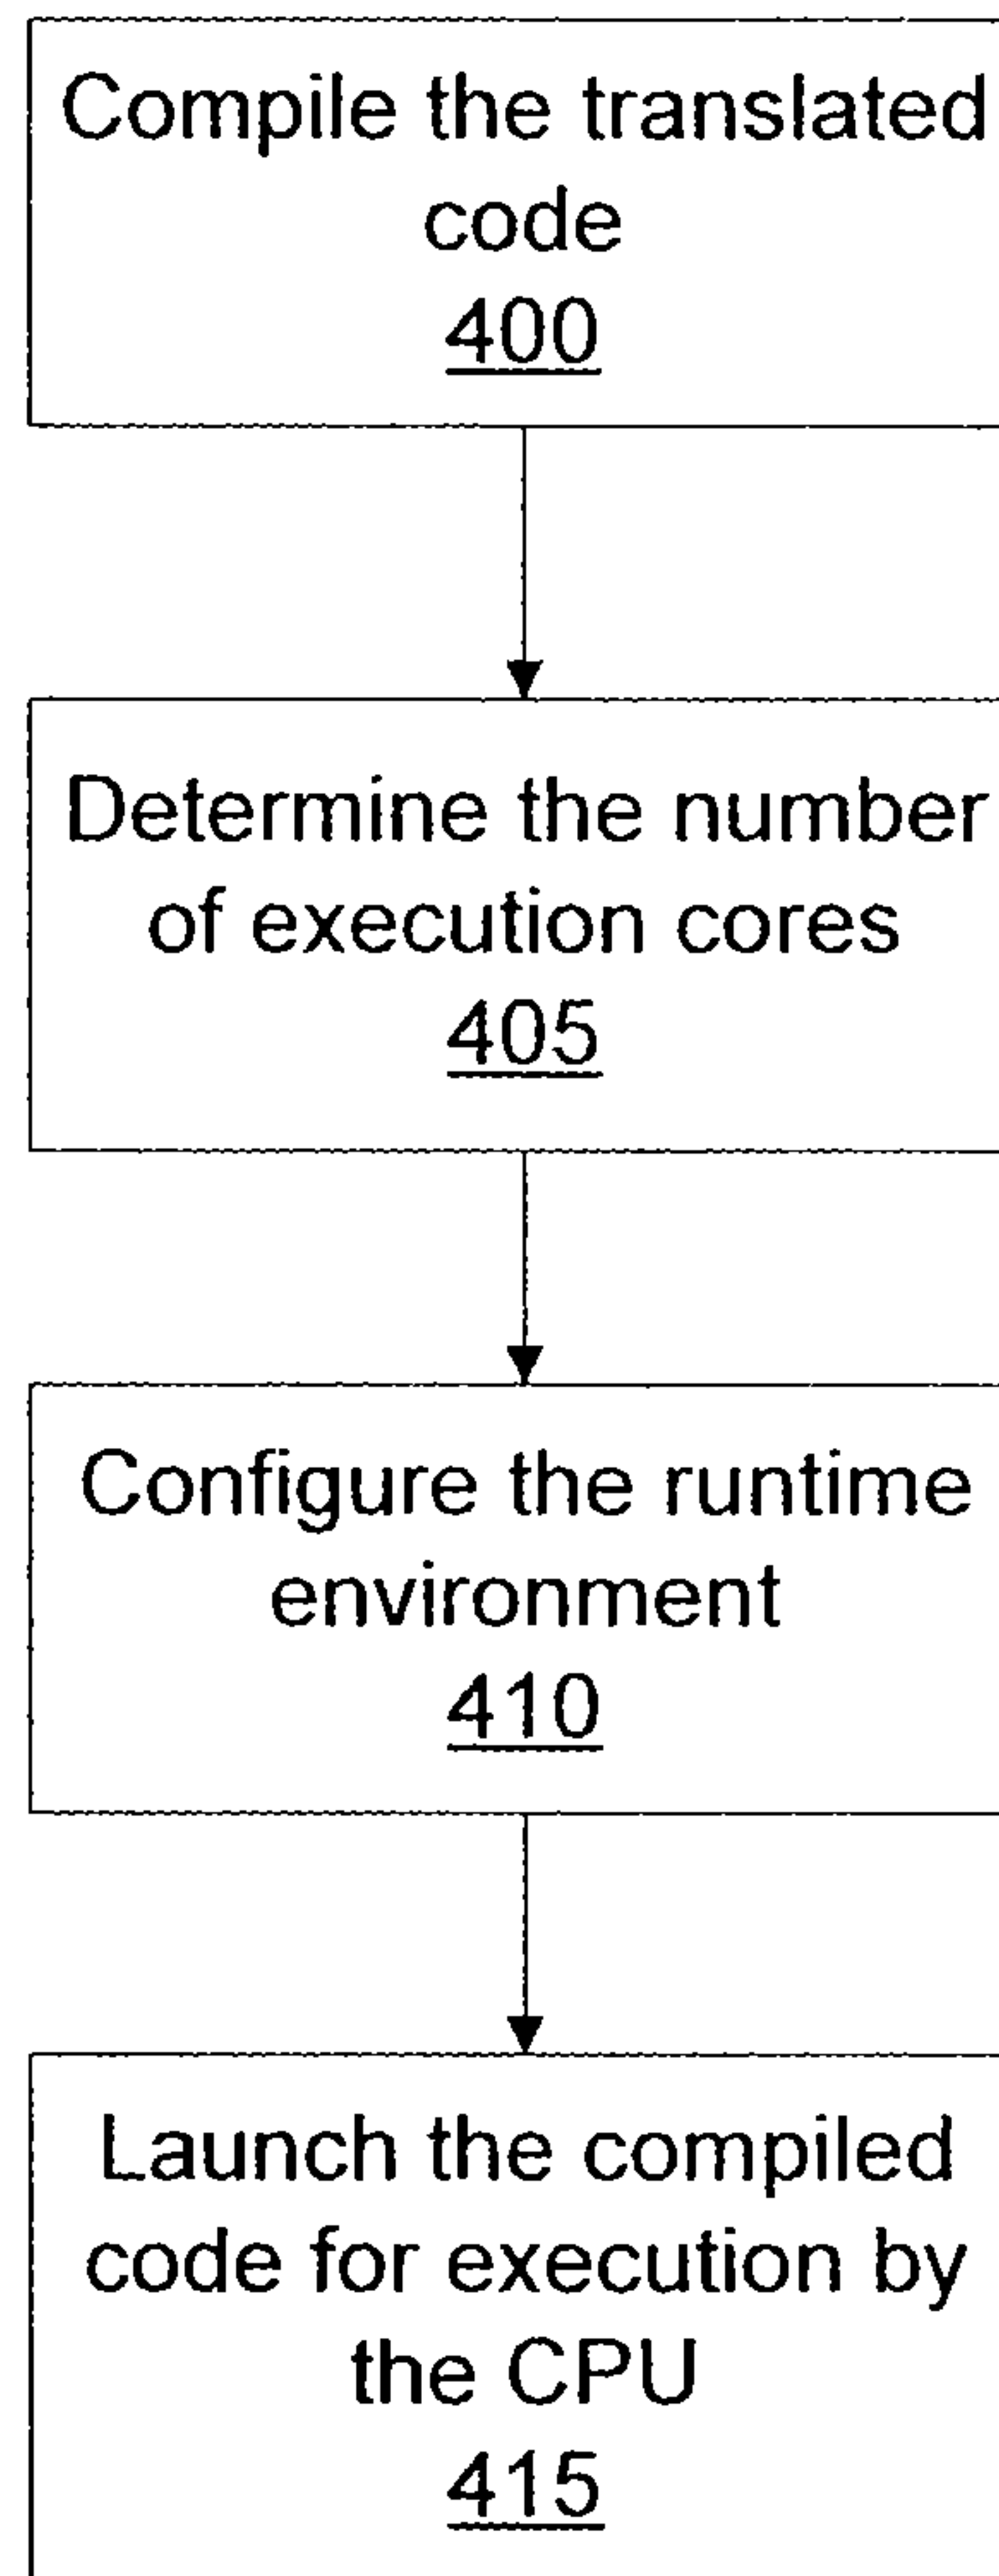 Compile the translated
code
400
Determine the number
of execution cores
405
Configure the runtime
environment
410
Launch the compiled
code for execution by
the CPU
415